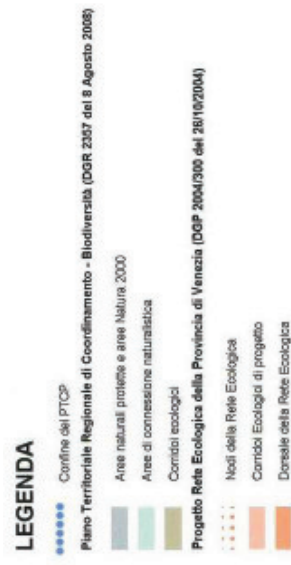 LEGENDA
Confine del PTCP
Piano Territoriale Regionale di Coordinamento - Biodiversità (DGR 2357 del 8 Agosto 2008)
Aree naturali protette e aree Natura 2000
Aree di connessione naturalistica
Corridoi ecologici
Progetto Rete Ecologica della Provincia di Venezia (DGP 2004/300 del 26/10/2004)
Nodi della Rete Ecologica
Corridoi Ecologici di progetto
Dorsale della Rete Ecologica